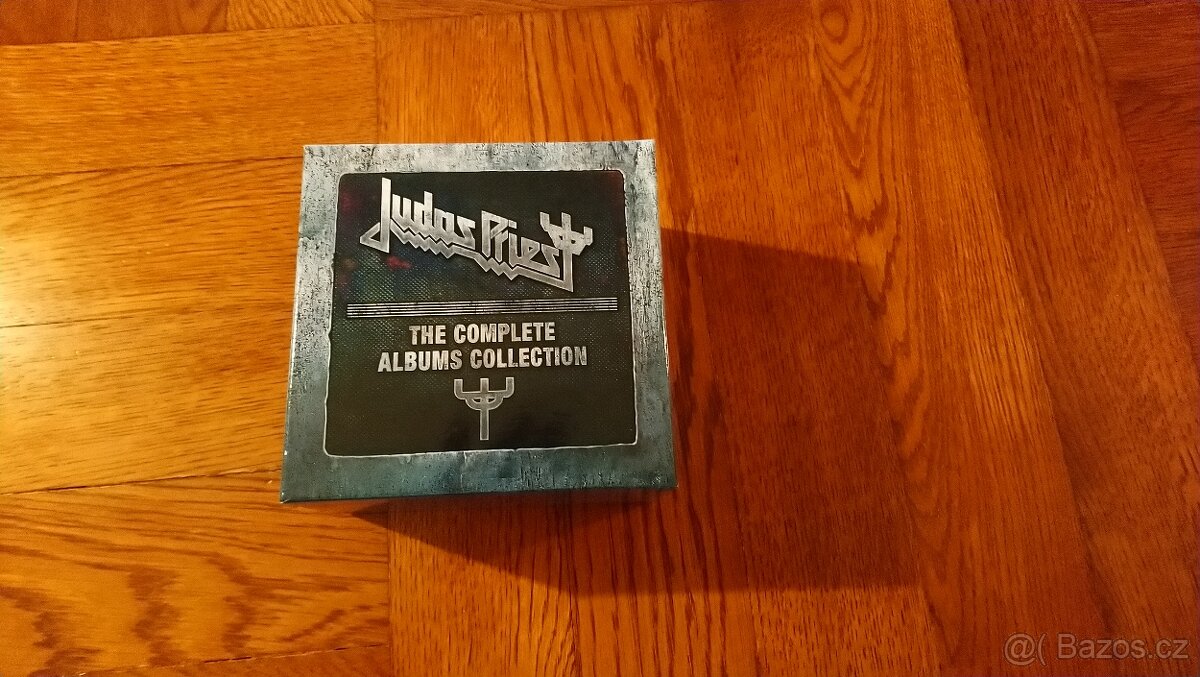 Judas Priest
THE COMPLETE
ALBUMS COLLECTION
@( Bazos.cz